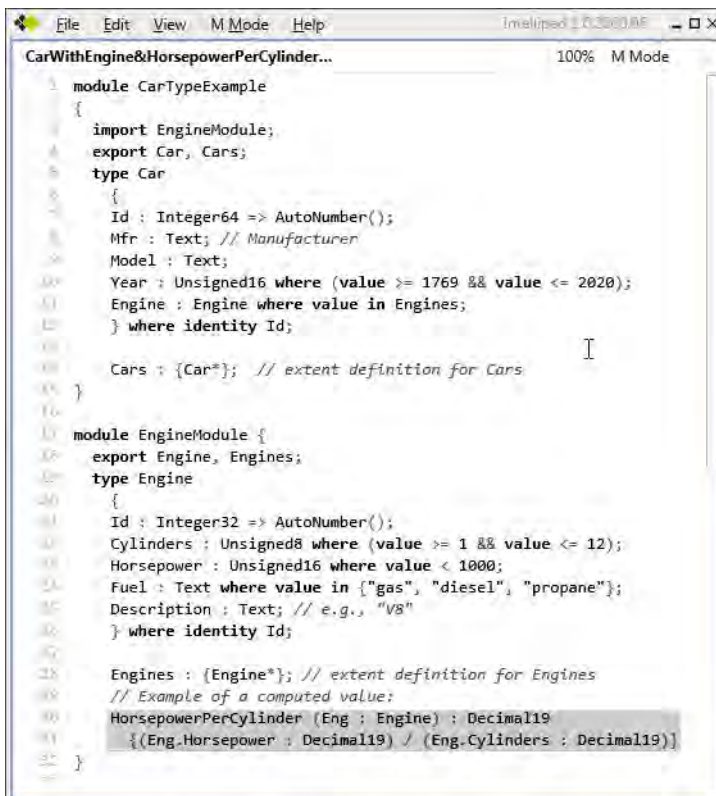 File Edit View M Mode Help
CarWithEngine&HorsepowerPerCylinder... 100% M Mode
module CarTypeExample
{
import EngineModule;
export Car, Cars;
type Car
{
Id : Integer64 => AutoNumber();
Mfr : Text; // Manufacturer
Model : Text;
Year : Unsigned16 where (value >= 1769 && value <= 2020);
Engine : Engine where value in Engines;
} where identity Id;
Cars : {Car*}; // extent definition for Cars
}
module EngineModule {
export Engine, Engines;
type Engine
{
Id : Integer32 => AutoNumber();
Cylinders : Unsigned8 where (value >= 1 && value <= 12);
Horsepower : Unsigned16 where value < 1000;
Fuel : Text where value in {"gas", "diesel", "propane"};
Description : Text; // e.g., "V8"
} where identity Id;
Engines : {Engine*}; // extent definition for Engines
// Example of a computed value:
HorsepowerPerCylinder (Eng : Engine) : Decimal19
{(Eng.Horsepower : Decimal19) / (Eng.Cylinders : Decimal19)}
}